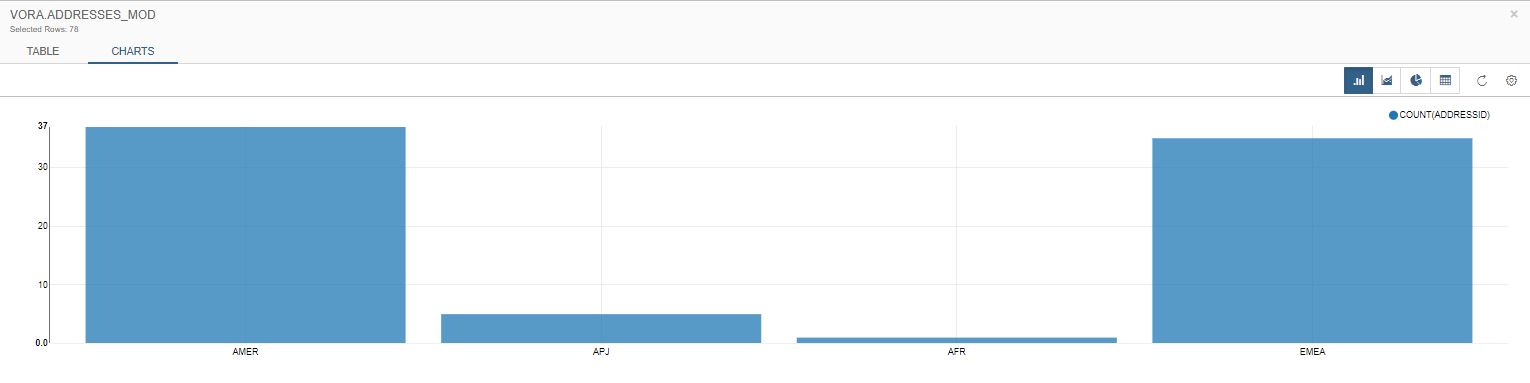 VORA.ADDRESSES_MOD
Selected Rows: 78
TABLE CHARTS
COUNT(ADDRESSID)
37
30
20
10
0.0
AMER APJ AFR EMEA